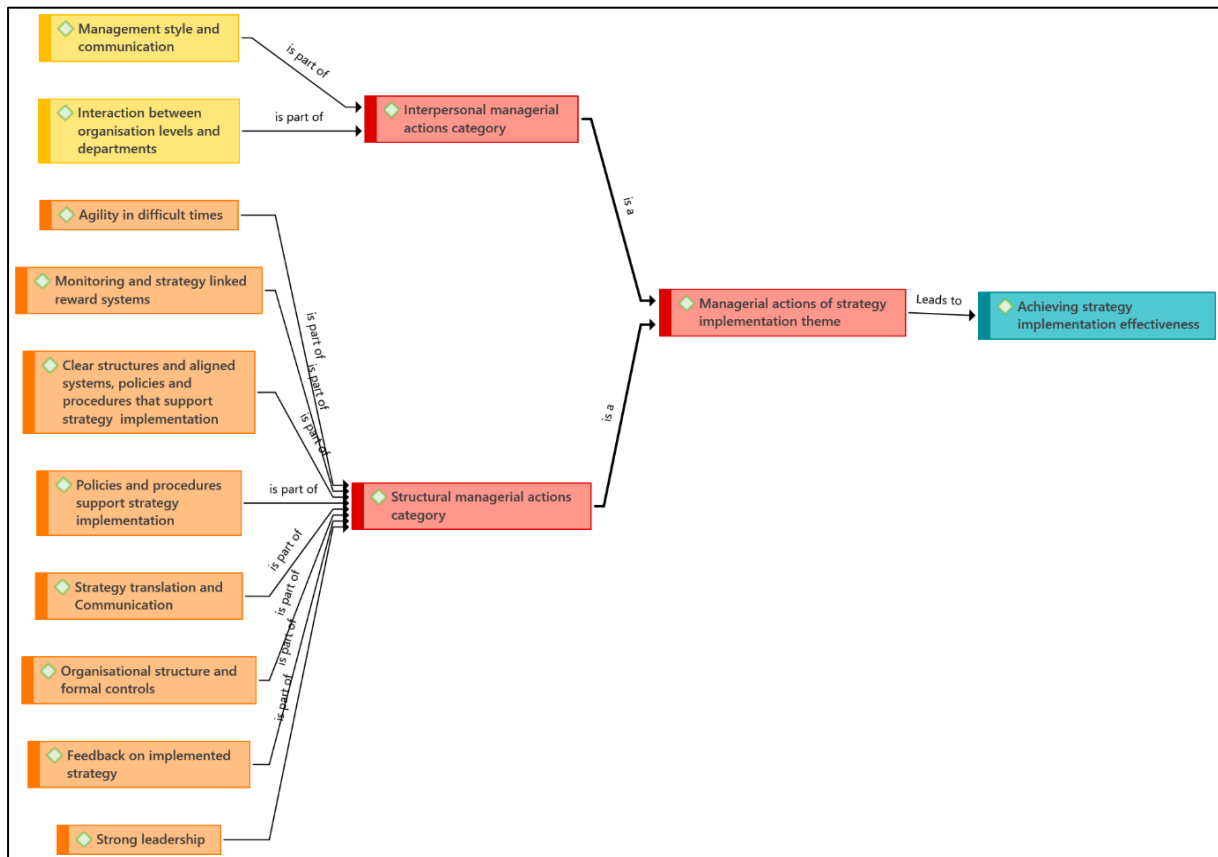 Management style and
communication
is part of
Interaction between
organisation levels and
departments
is part of
Interpersonal managerial
actions category
is a
Agility in difficult times
is part of
Monitoring and strategy linked
reward systems
is part of
Clear structures and aligned
systems, policies and
procedures that support
strategy implementation
is part of
Policies and procedures
support strategy
implementation
is part of
Strategy translation and
Communication
is part of
Organisational structure and
formal controls
is part of
Feedback on implemented
strategy
is part of
Strong leadership
is part of
Structural managerial actions
category
is a
Managerial actions of strategy
implementation theme
Leads to
Achieving strategy
implementation effectiveness